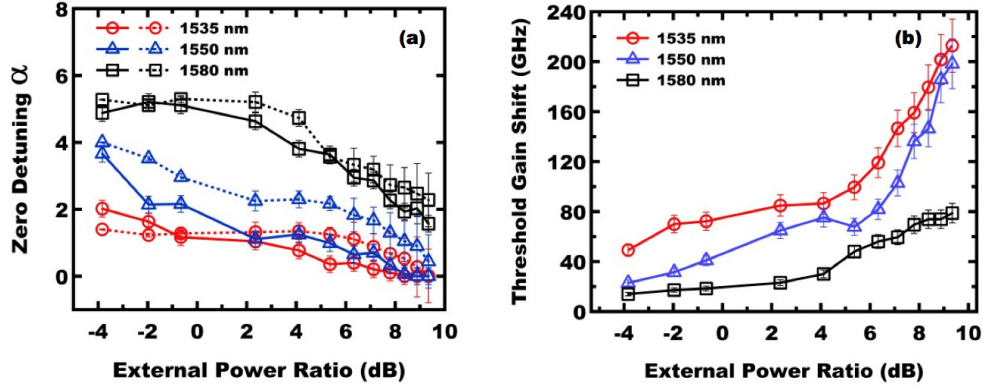 (a)
1535 nm
1550 nm
1580 nm
Zero Detuning α
8
6
4
2
0
-4 -2 0 2 4 6 8 10
External Power Ratio (dB)
(b)
1535 nm
1550 nm
1580 nm
Threshold Gain Shift (GHz)
240
200
160
120
80
40
0
-4 -2 0 2 4 6 8 10
External Power Ratio (dB)